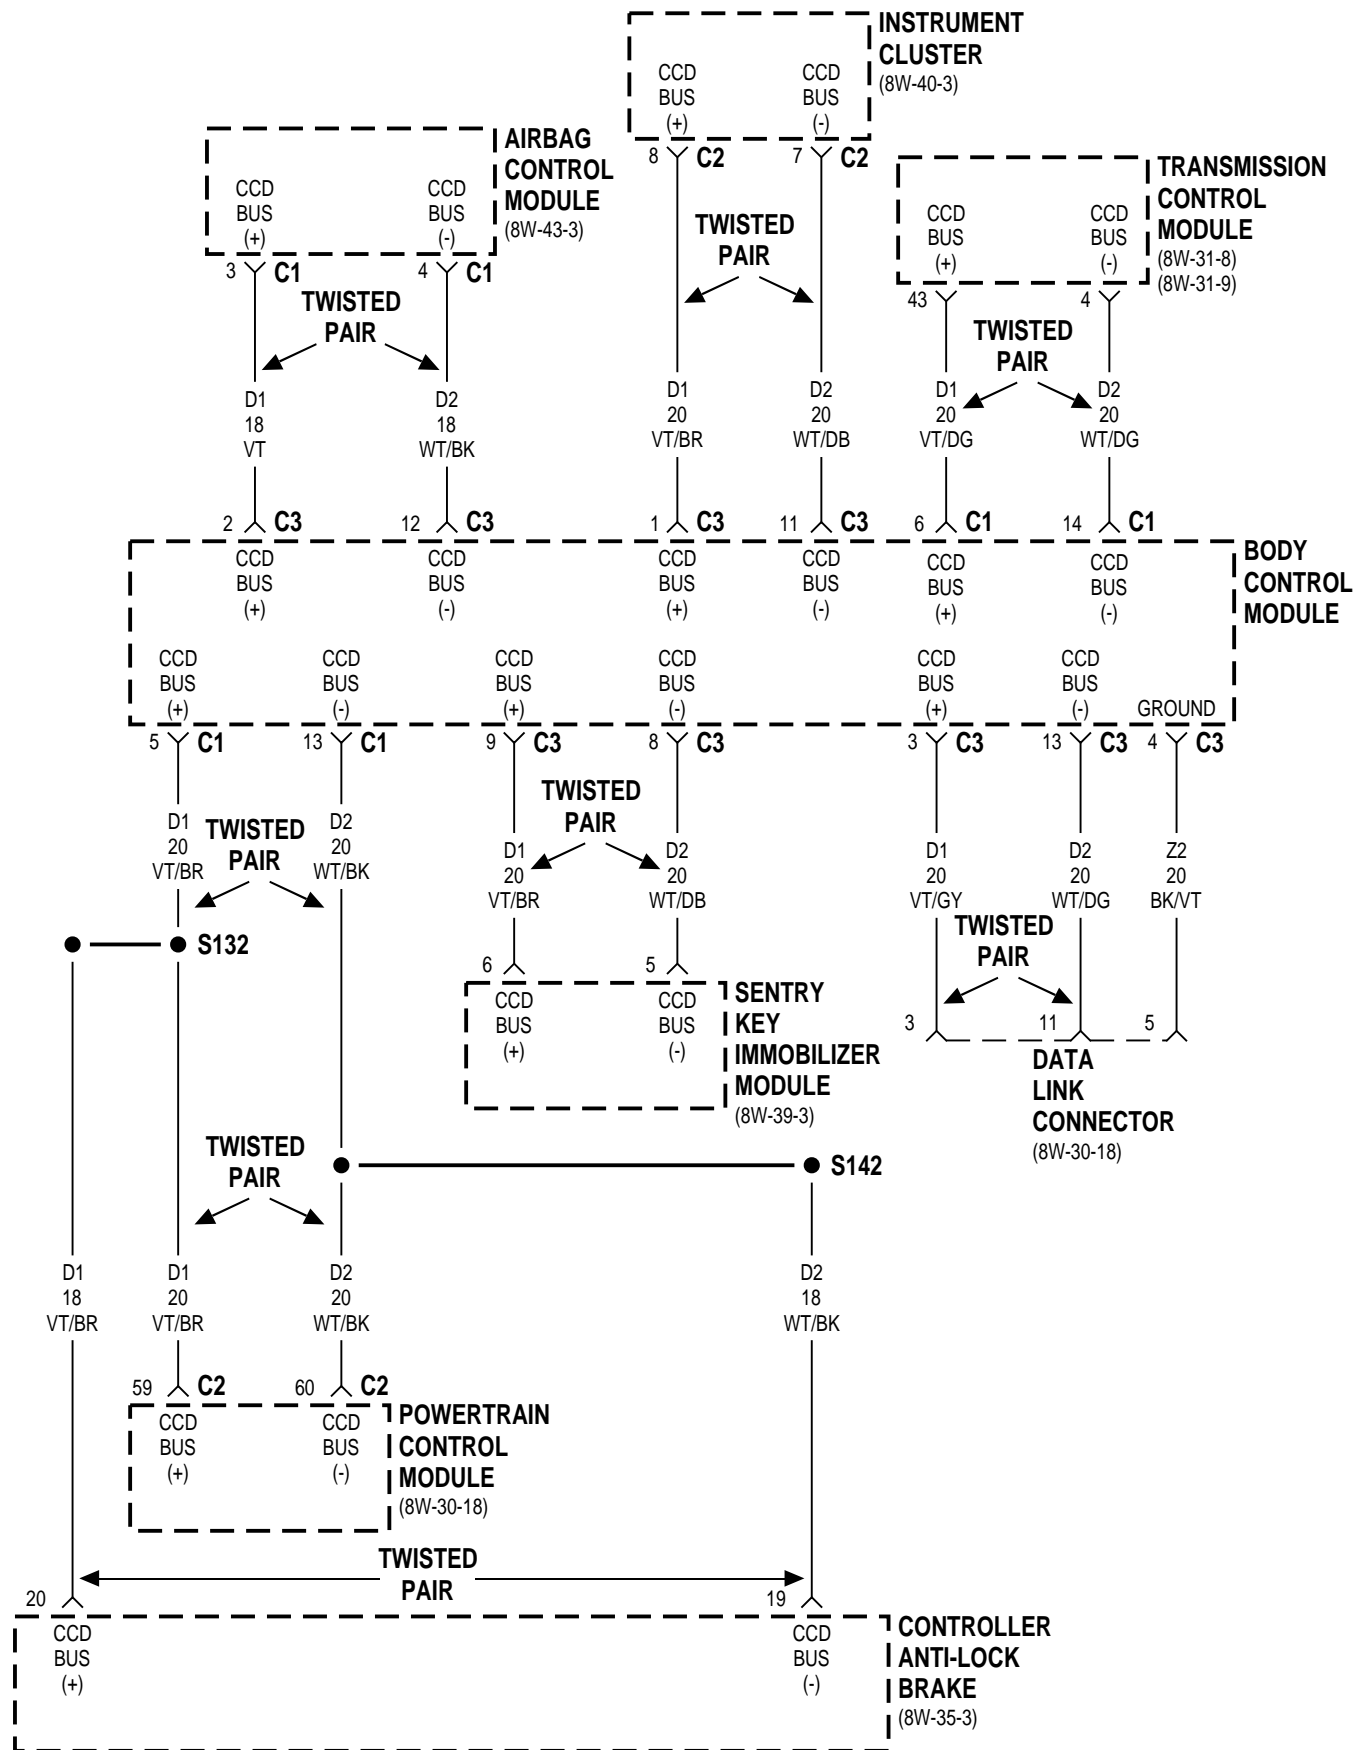 INSTRUMENT
CLUSTER
(8W-40-3)
CCD
BUS
(+)
CCD
BUS
(-)
8
C2
7
C2
AIRBAG
CONTROL
MODULE
(8W-43-3)
CCD
BUS
(+)
CCD
BUS
(-)
3
C1
4
C1
TRANSMISSION
CONTROL
MODULE
(8W-31-8)
(8W-31-9)
CCD
BUS
(+)
CCD
BUS
(-)
43
4
TWISTED
PAIR
TWISTED
PAIR
TWISTED
PAIR
D1
18
VT
D2
18
WT/BK
D1
20
VT/BR
D2
20
WT/DB
D1
20
VT/DG
D2
20
WT/DG
2
C3
12
C3
1
C3
11
C3
6
C1
14
C1
BODY
CONTROL
MODULE
CCD
BUS
(+)
CCD
BUS
(-)
CCD
BUS
(+)
CCD
BUS
(-)
CCD
BUS
(+)
CCD
BUS
(-)
CCD
BUS
(+)
CCD
BUS
(-)
CCD
BUS
(+)
CCD
BUS
(-)
CCD
BUS
(+)
CCD
BUS
(-)
GROUND
5
C1
13
C1
9
C3
8
C3
3
C3
13
C3
4
C3
D1
20
VT/BR
TWISTED
PAIR
D2
20
WT/BK
TWISTED
PAIR
D1
20
VT/BR
D2
20
WT/DB
D1
20
VT/GY
D2
20
WT/DG
Z2
20
BK/VT
TWISTED
PAIR
S132
6
5
CCD
BUS
(+)
CCD
BUS
(-)
SENTRY
KEY
IMMOBILIZER
MODULE
(8W-39-3)
3
11
5
DATA
LINK
CONNECTOR
(8W-30-18)
TWISTED
PAIR
S142
D1
18
VT/BR
D1
20
VT/BR
D2
20
WT/BK
D2
18
WT/BK
59
C2
60
C2
CCD
BUS
(+)
CCD
BUS
(-)
POWERTRAIN
CONTROL
MODULE
(8W-30-18)
TWISTED
PAIR
20
19
CCD
BUS
(+)
CCD
BUS
(-)
CONTROLLER
ANTI-LOCK
BRAKE
(8W-35-3)